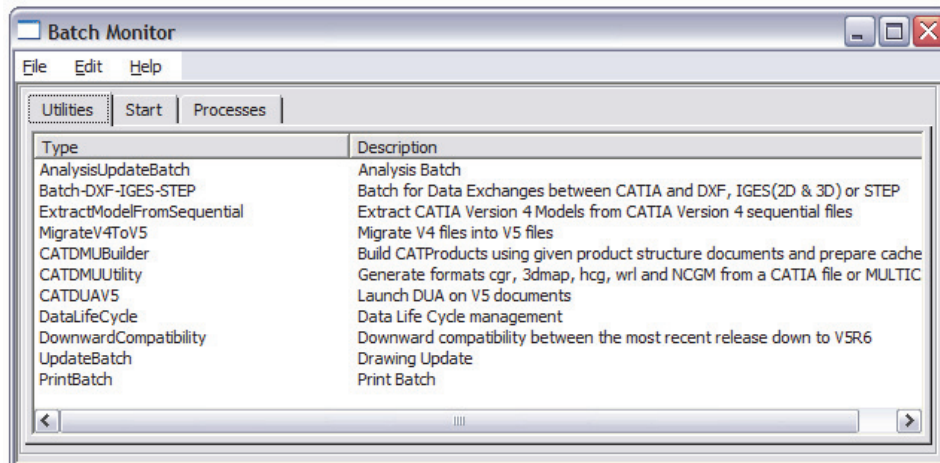 Batch Monitor
File Edit Help
Utilities Start Processes
Type Description
AnalysisUpdateBatch Analysis Batch
Batch-DXF-IGES-STEP Batch for Data Exchanges between CATIA and DXF, IGES(2D & 3D) or STEP
ExtractModelFromSequential Extract CATIA Version 4 Models from CATIA Version 4 sequential files
MigrateV4ToV5 Migrate V4 files into V5 files
CATDMUBuilder Build CATProducts using given product structure documents and prepare cache
CATDMUUtility Generate formats cgr, 3dmap, hcg, wrl and NCGM from a CATIA file or MULTIC
CATDUAV5 Launch DUA on V5 documents
DataLifeCycle Data Life Cycle management
DownwardCompatibility Downward compatibility between the most recent release down to V5R6
UpdateBatch Drawing Update
PrintBatch Print Batch